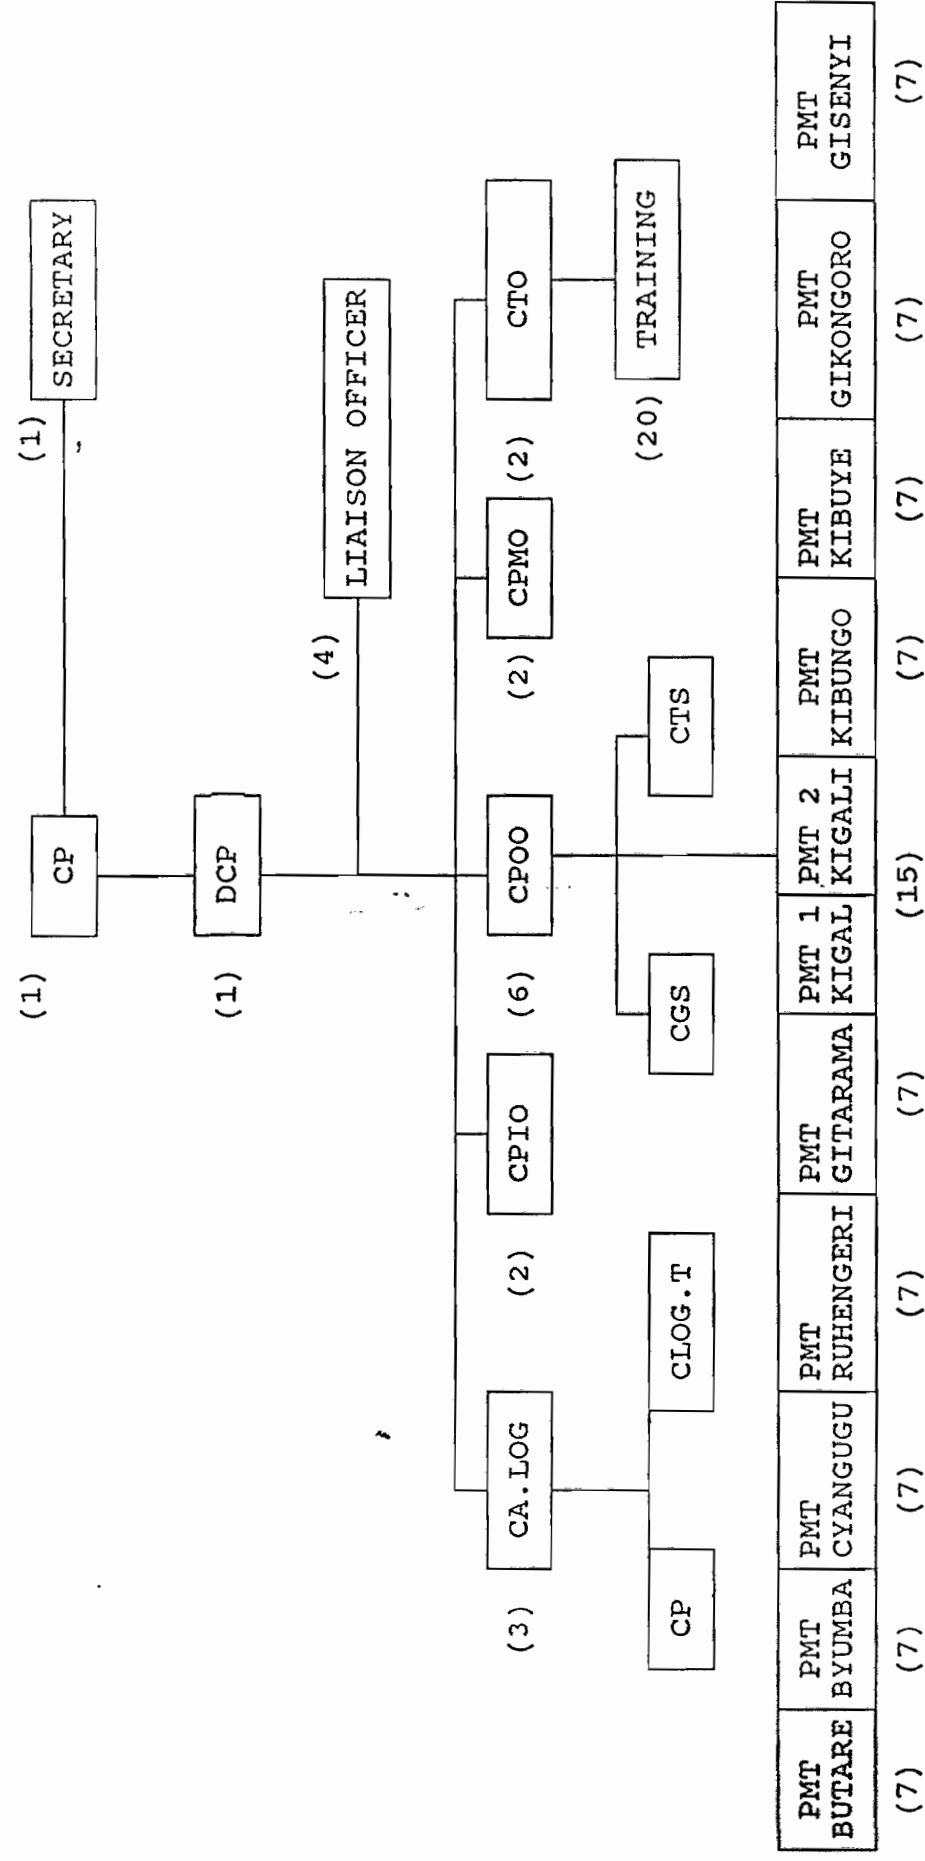 (1) CP (1) SECRETARY
(1) DCP
(4) LIAISON OFFICER
(3) CA.LOG (2) CPIO (6) CPOO (2) CPMO (2) CTO
CP CLOG.T CGS CTS (20) TRAINING
PMT PMT PMT PMT PMT PMT 1 PMT 2 PMT PMT PMT PMT
BUTARE BYUMBA CYANGUGU RUHENGERI GITARAMA KIGAL KIGALI KIBUNGO KIBUYE GIKONGORO GISENYI
(7) (7) (7) (7) (7) (15) (7) (7) (7) (7)